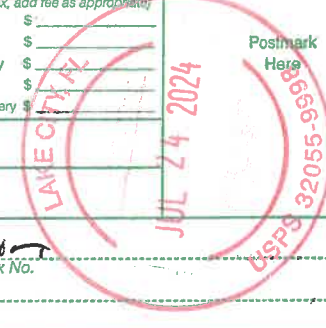 x, add fee as appropriate)
$
$
$
y $
ery $
Postmark
Here
LAKE CITY, FL
JUL 24 2024
USPS 32055-9998
x No.